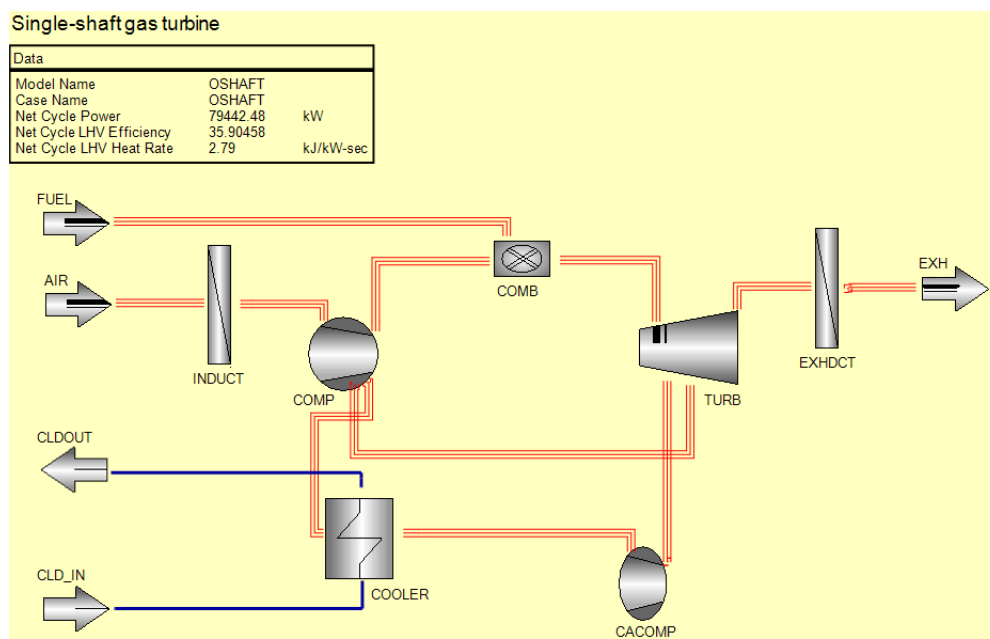 Single-shaft gas turbine
Data
Model Name OSHAFT
Case Name OSHAFT
Net Cycle Power 79442.48 kW
Net Cycle LHV Efficiency 35.90458
Net Cycle LHV Heat Rate 2.79 kJ/kW-sec
FUEL
AIR
COMB
EXH
INDUCT
COMP
TURB
EXHDCT
CLDOUT
CLD_IN
COOLER
CACOMP